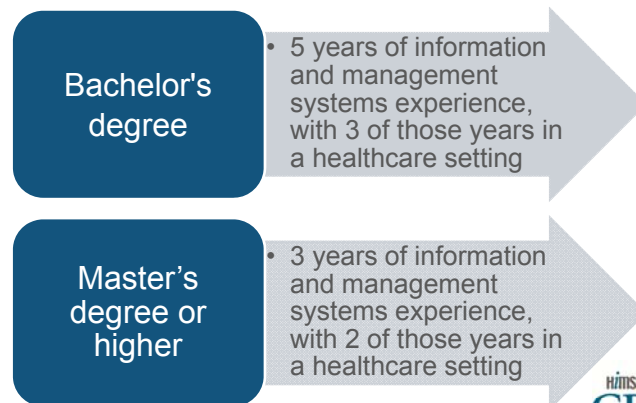 Bachelor's
degree
• 5 years of information
and management
systems experience,
with 3 of those years in
a healthcare setting
Master’s
degree or
higher
• 3 years of information
and management
systems experience,
with 2 of those years in
a healthcare setting